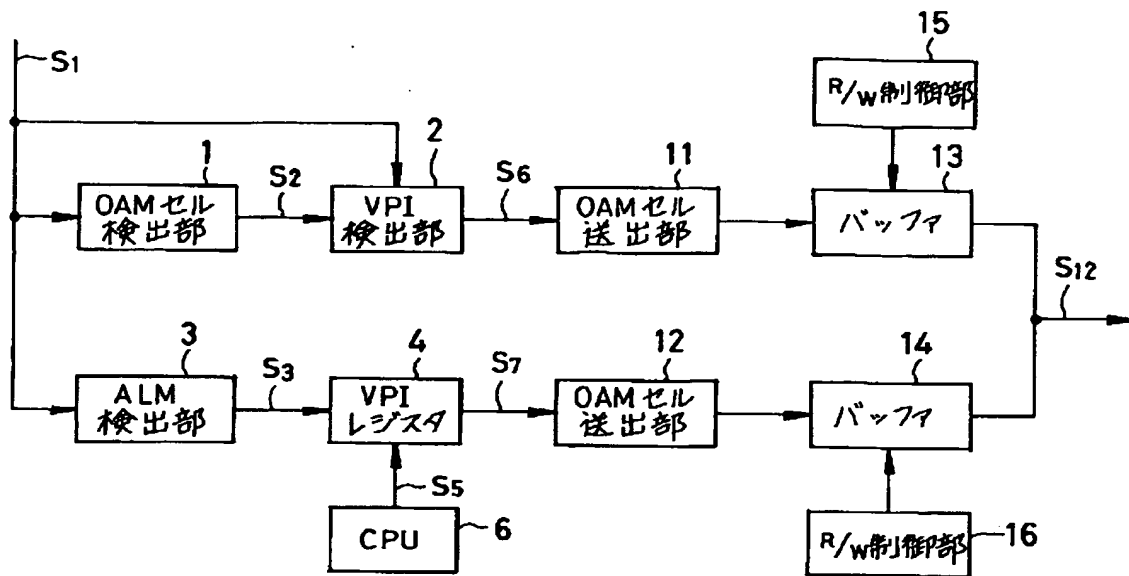 S1
15
R/W制御部
1
OAMセル
検出部
S2
2
VPI
検出部
S6
11
OAMセル
送出部
13
バッファ
S12
3
ALM
検出部
S3
4
VPI
レジスタ
S7
12
OAMセル
送出部
14
バッファ
S5
CPU
6
R/W制御部
16